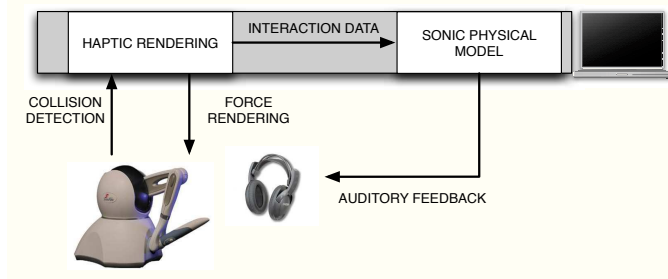 HAPTIC RENDERING
INTERACTION DATA
SONIC PHYSICAL
MODEL
COLLISION
DETECTION
FORCE
RENDERING
AUDITORY FEEDBACK